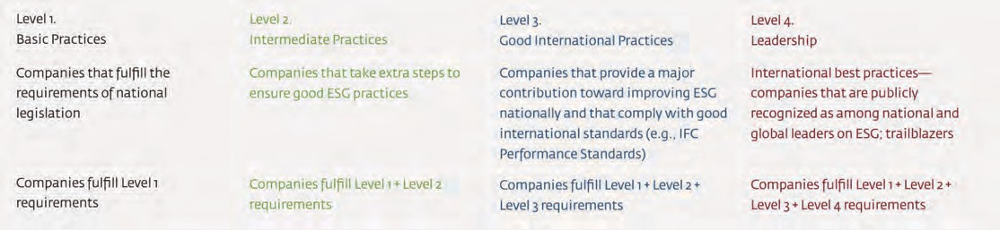 Level 1.
Basic Practices
Companies that fulfill the
requirements of national
legislation
Companies fulfill Level 1
requirements
Level 2.
Intermediate Practices
Companies that take extra steps to
ensure good ESG practices
Companies fulfill Level 1 + Level 2
requirements
Level 3.
Good International Practices
Companies that provide a major
contribution toward improving ESG
nationally and that comply with good
international standards (e.g., IFC
Performance Standards)
Companies fulfill Level 1 + Level 2 +
Level 3 requirements
Level 4.
Leadership
International best practices—
companies that are publicly
recognized as among national and
global leaders on ESG; trailblazers
Companies fulfill Level 1 + Level 2 +
Level 3 + Level 4 requirements